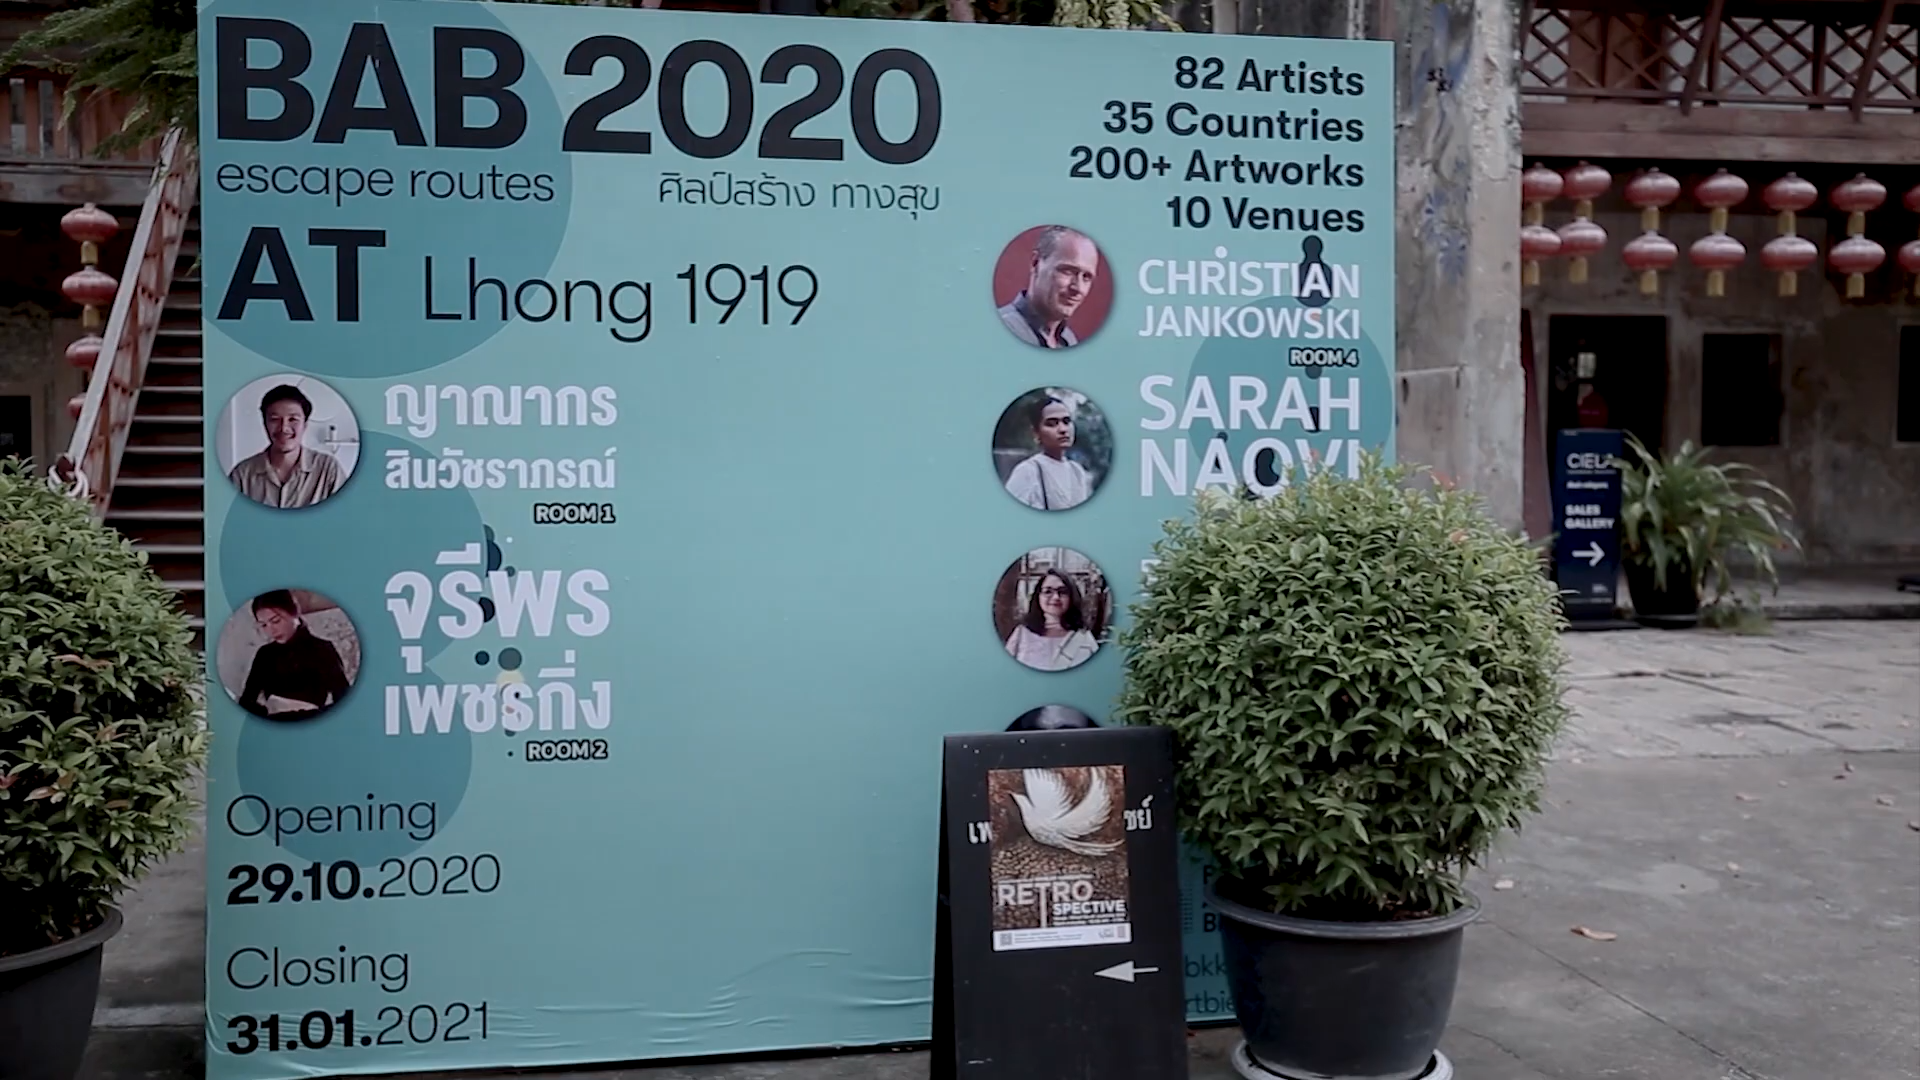 BAB 2020
escape routes
ศิลป์สร้าง ทางสุข
AT Lhong 1919
82 Artists
35 Countries
200+ Artworks
10 Venues
ญาณากร
สินวัชราภรณ์
ROOM 1
จุรีพร
เพชรกิ่ง
ROOM 2
Opening
29.10.2020
Closing
31.01.2021
CHRISTIAN
JANKOWSKI
ROOM 4
SARAH
NAQVI
RETRO
SPECTIVE
SALES
GALLERY